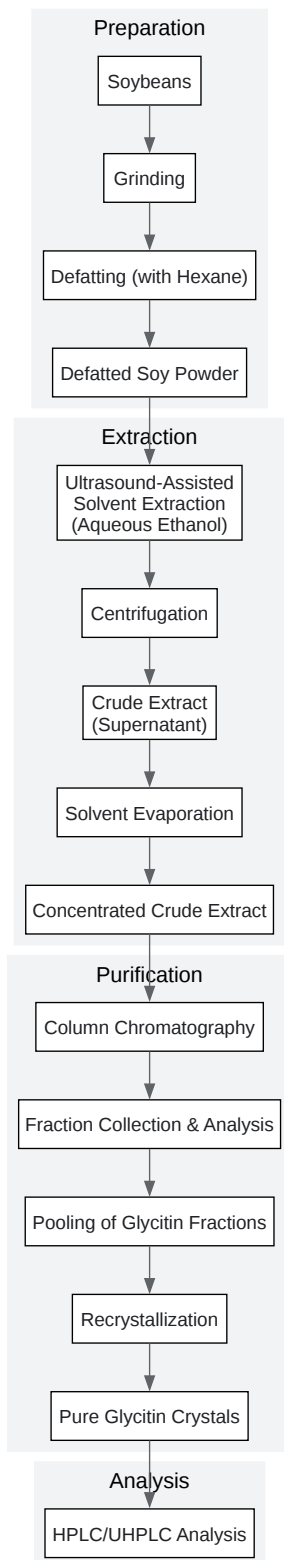 Preparation
Soybeans
Grinding
Defatting (with Hexane)
Defatted Soy Powder
Extraction
Ultrasound-Assisted
Solvent Extraction
(Aqueous Ethanol)
Centrifugation
Crude Extract
(Supernatant)
Solvent Evaporation
Concentrated Crude Extract
Purification
Column Chromatography
Fraction Collection & Analysis
Pooling of Glycitin Fractions
Recrystallization
Pure Glycitin Crystals
Analysis
HPLC/UHPLC Analysis